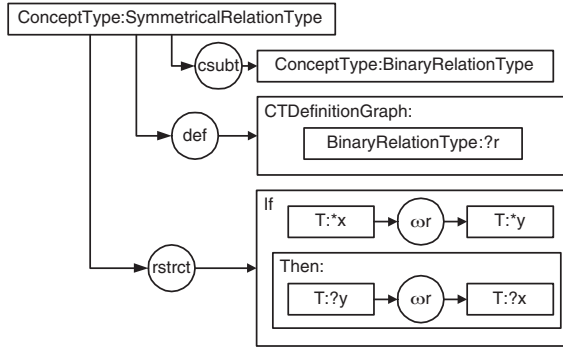 ConceptType:SymmetricalRelationType
csubt
ConceptType:BinaryRelationType
CTDefinitionGraph:
def
BinaryRelationType:?r
If
T:*x
ωr
T:*y
rstrct
Then:
T:?y
ωr
T:?x